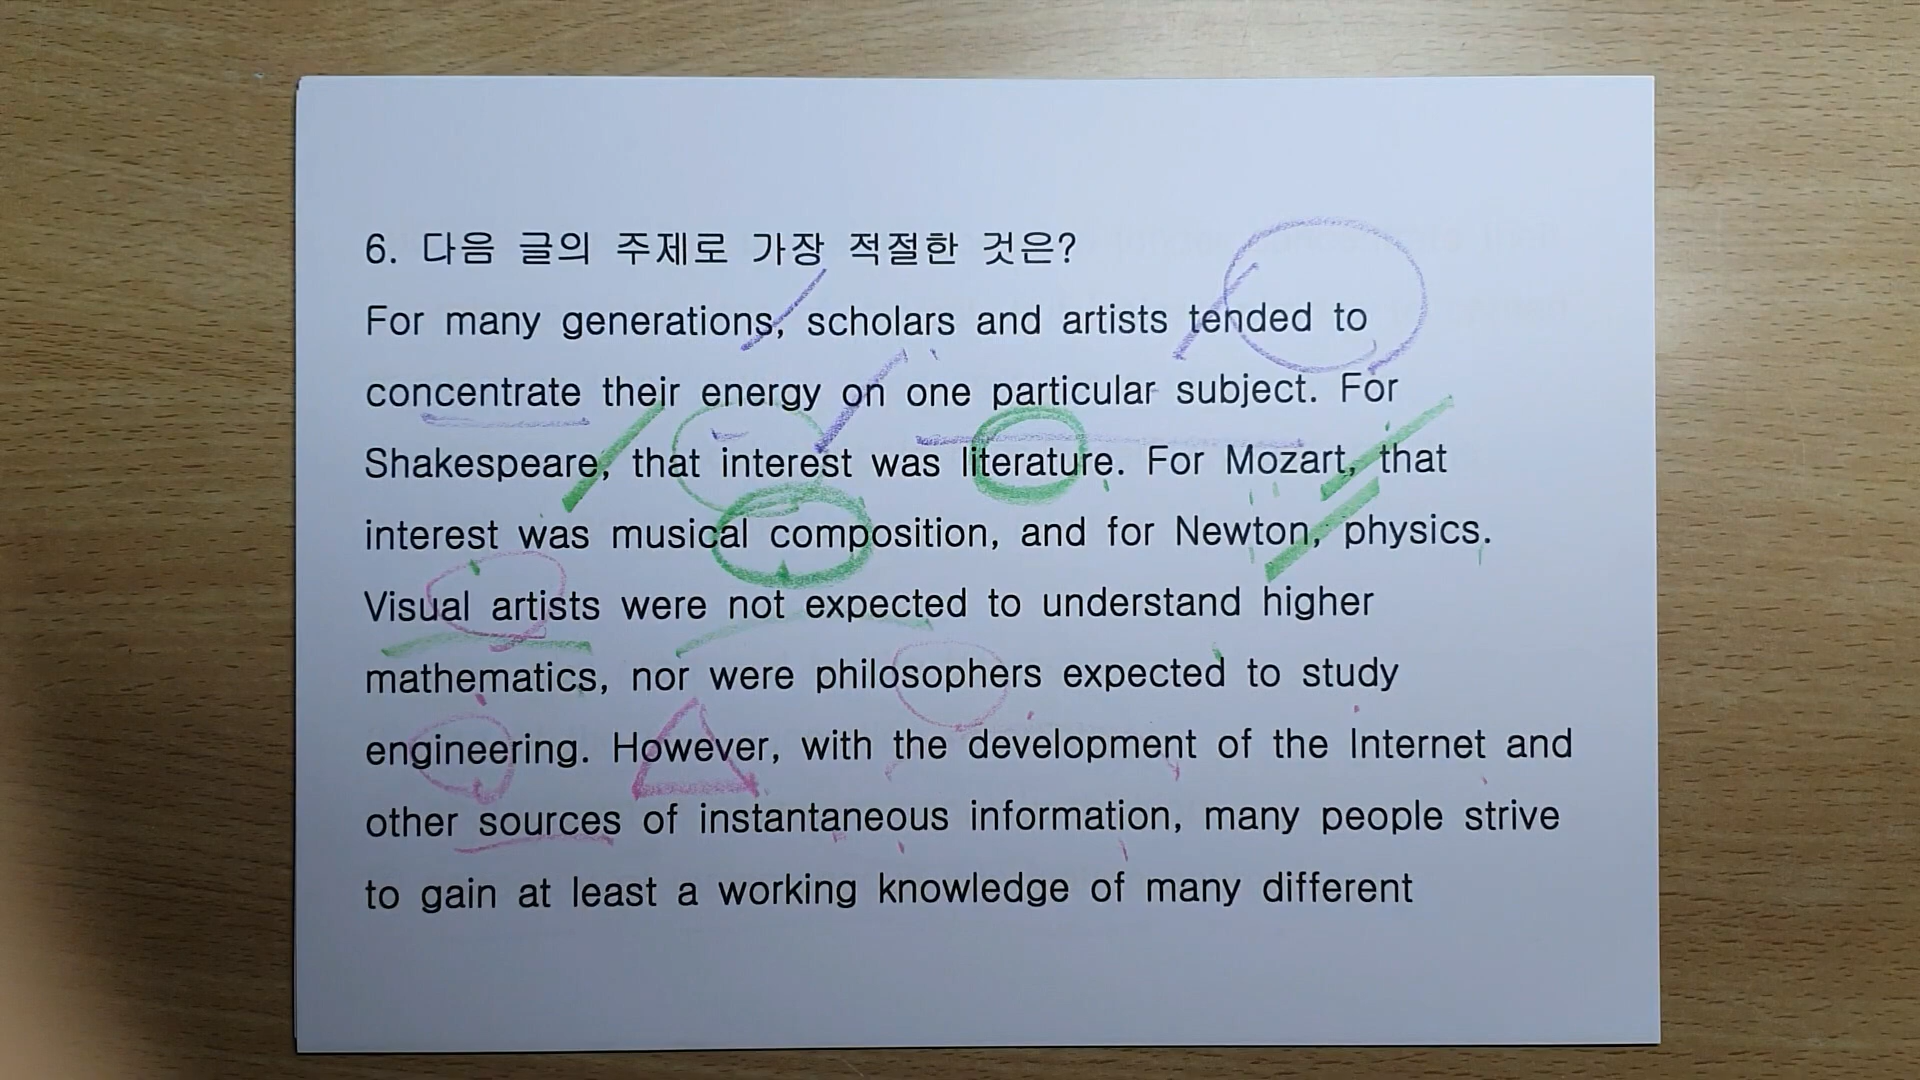 6. 다음 글의 주제로 가장 적절한 것은?
For many generations, scholars and artists tended to
concentrate their energy on one particular subject. For
Shakespeare, that interest was literature. For Mozart, that
interest was musical composition, and for Newton, physics.
Visual artists were not expected to understand higher
mathematics, nor were philosophers expected to study
engineering. However, with the development of the Internet and
other sources of instantaneous information, many people strive
to gain at least a working knowledge of many different